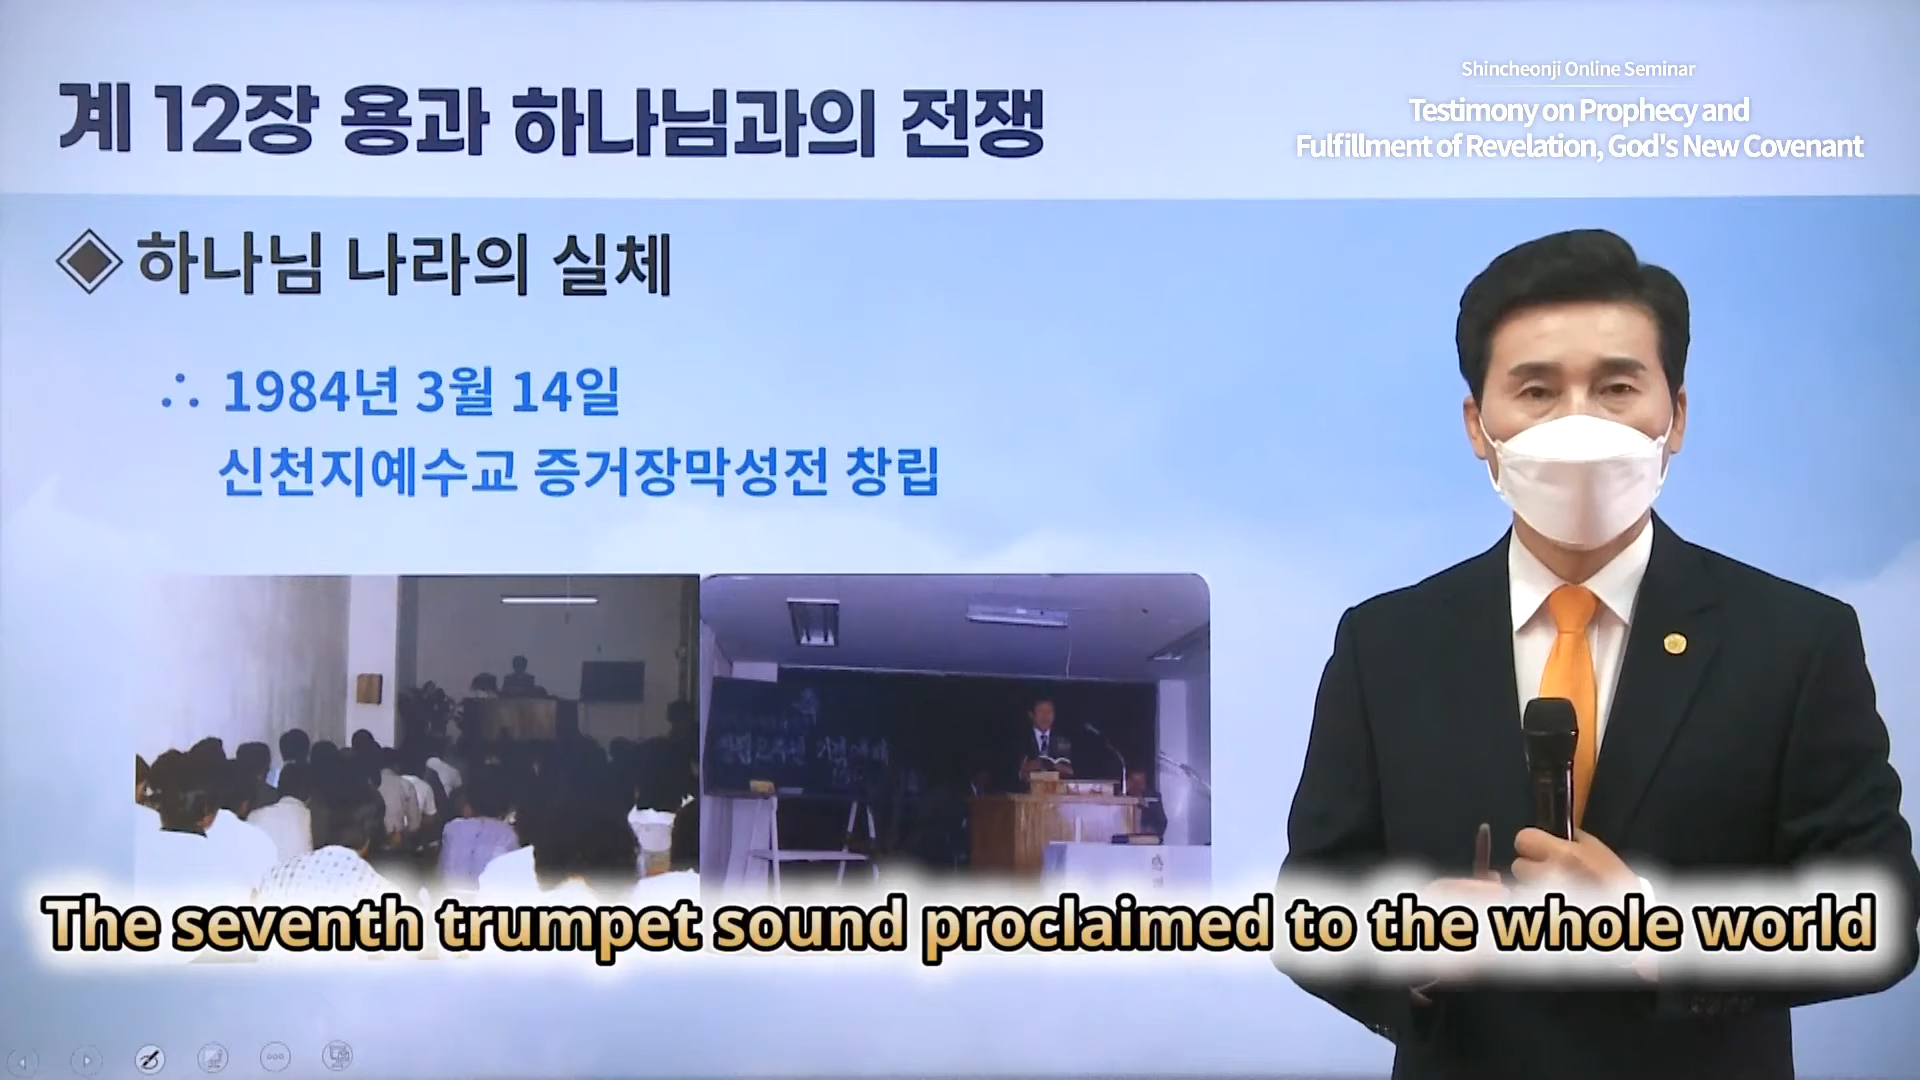 계 12장 용과 하나님과의 전쟁
Shincheonji Online Seminar
Testimony on Prophecy and
Fulfillment of Revelation, God's New Covenant
◈ 하나님 나라의 실체
∴ 1984년 3월 14일
신천지예수교 증거장막성전 창립
The seventh trumpet sound proclaimed to the whole world